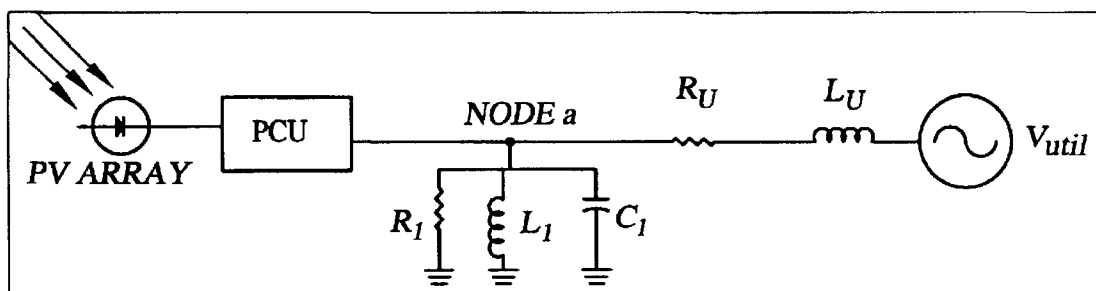 PV ARRAY
PCU
NODE a
R_1
L_1
C_1
R_U
L_U
V_util